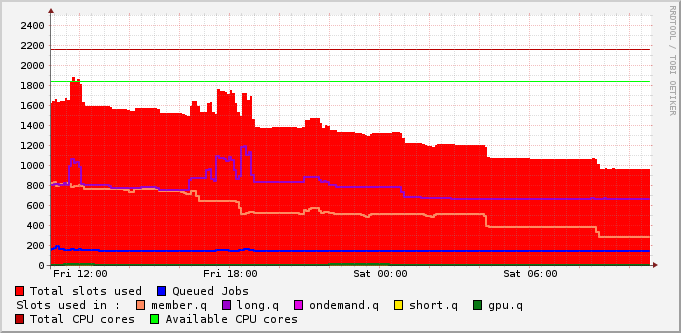 2400
2200
2000
1800
1600
1400
1200
1000
800
600
400
200
0
Fri 12:00 Fri 18:00 Sat 00:00 Sat 06:00
RRDTOOL / TOBI OETIKER
Total slots used Queued Jobs
Slots used in : member.q long.q ondemand.q short.q gpu.q
Total CPU cores Available CPU cores